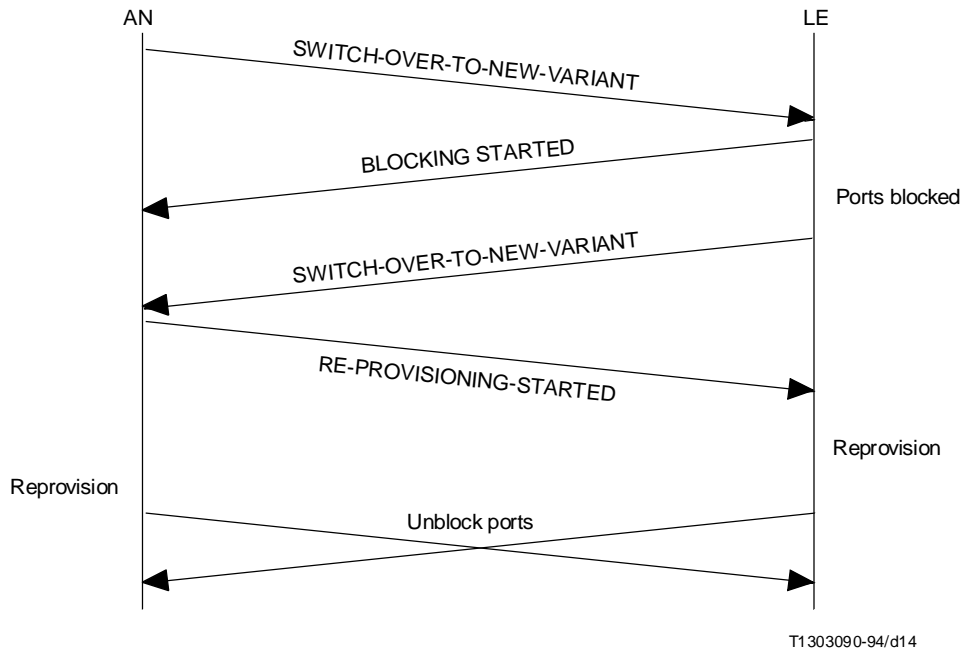 AN
LE
SWITCH-OVER-TO-NEW-VARIANT
BLOCKING STARTED
Ports blocked
SWITCH-OVER-TO-NEW-VARIANT
RE-PROVISIONING-STARTED
Reprovision
Reprovision
Unblock ports
T1303090-94/d14